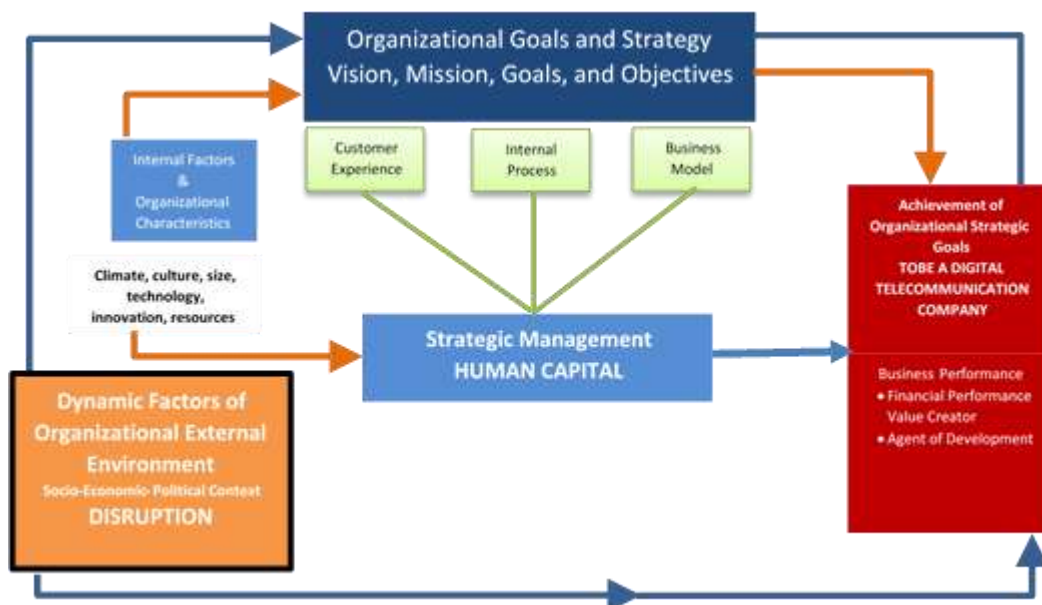 Organizational Goals and Strategy
Vision, Mission, Goals, and Objectives
Customer
Experience
Internal
Process
Business
Model
Internal Factors
&
Organizational
Characteristics
Climate, culture, size,
technology,
innovation, resources
Strategic Management
HUMAN CAPITAL
Achievement of
Organizational Strategic
Goals
TOBE A DIGITAL
TELECOMMUNICATION
COMPANY
Business Performance
• Financial Performance
Value Creator
• Agent of Development
Dynamic Factors of
Organizational External
Environment
Socio-Economic-Political Context
DISRUPTION